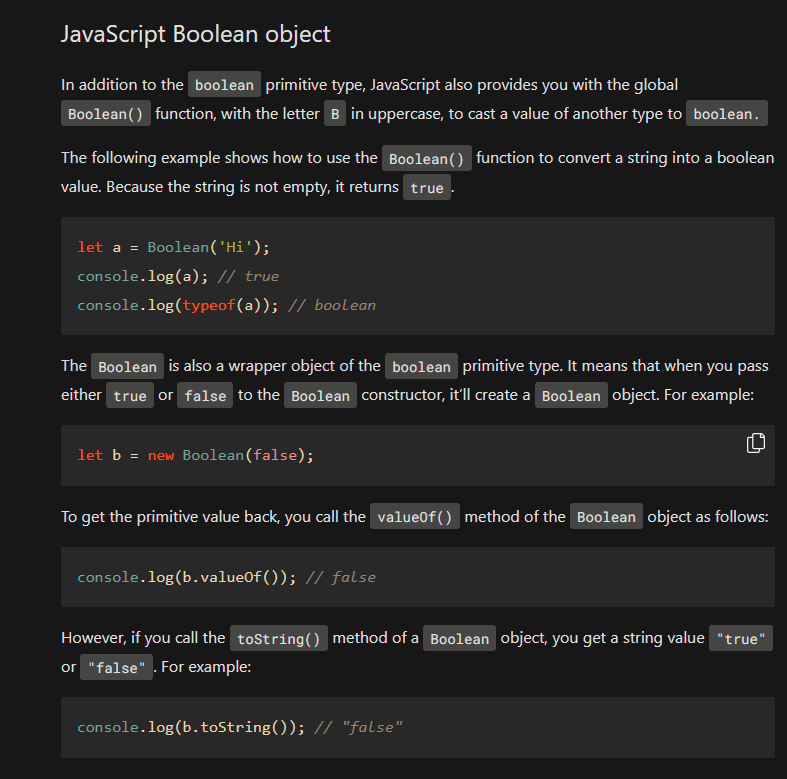 JavaScript Boolean object
In addition to the boolean primitive type, JavaScript also provides you with the global
Boolean() function, with the letter B in uppercase, to cast a value of another type to boolean.
The following example shows how to use the Boolean() function to convert a string into a boolean
value. Because the string is not empty, it returns true.
let a = Boolean('Hi');
console.log(a); // true
console.log(typeof(a)); // boolean
The Boolean is also a wrapper object of the boolean primitive type. It means that when you pass
either true or false to the Boolean constructor, it'll create a Boolean object. For example:
let b = new Boolean(false);
To get the primitive value back, you call the valueOf() method of the Boolean object as follows:
console.log(b.valueOf()); // false
However, if you call the toString() method of a Boolean object, you get a string value "true"
or "false". For example:
console.log(b.toString()); // "false"